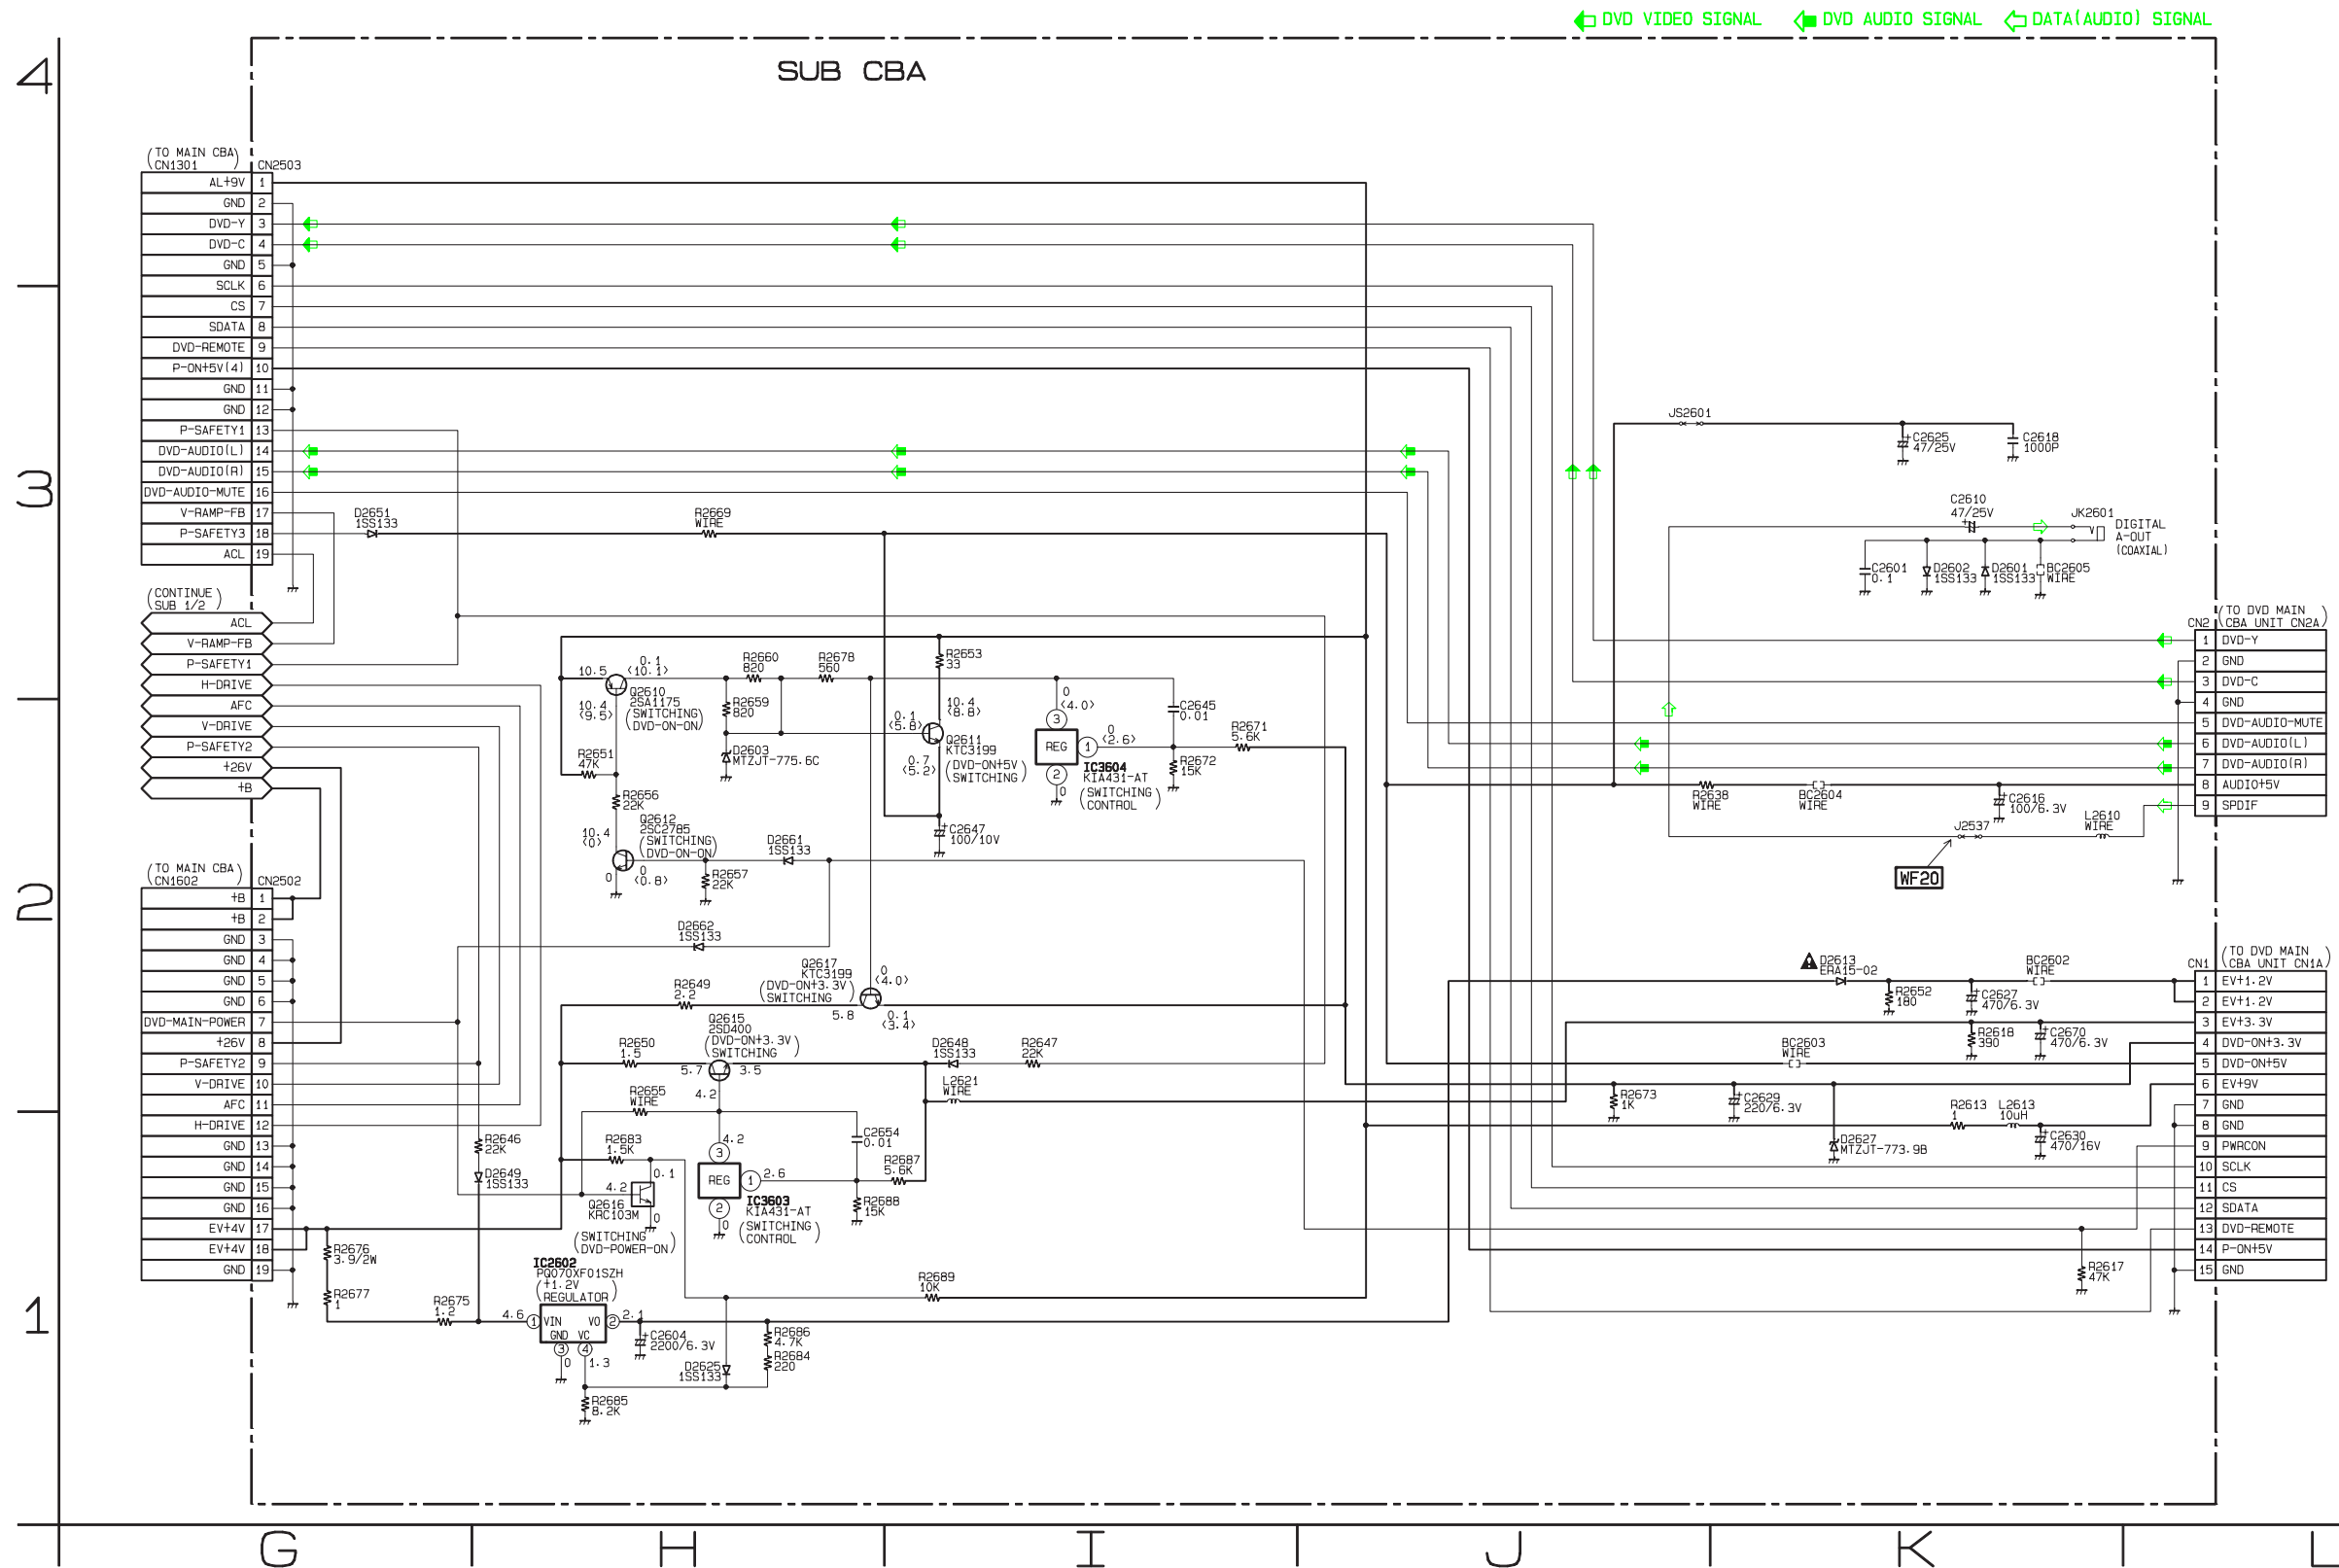 DVD VIDEO SIGNAL
DVD AUDIO SIGNAL
DATA(AUDIO) SIGNAL
4
3
2
1
SUB CBA
(TO MAIN CBA)
(CN1301)
CN2503
AL+9V 1
GND 2
DVD-Y 3
DVD-C 4
GND 5
SCLK 6
CS 7
SDATA 8
DVD-REMOTE 9
P-ON+5V(4) 10
GND 11
GND 12
P-SAFETY1 13
DVD-AUDIO(L) 14
DVD-AUDIO(R) 15
DVD-AUDIO-MUTE 16
V-RAMP-FB 17
P-SAFETY3 18
ACL 19
(CONTINUE
SUB 1/2)
ACL
V-RAMP-FB
P-SAFETY1
H-DRIVE
AFC
V-DRIVE
P-SAFETY2
+26V
+B
(TO MAIN CBA)
(CN1602)
CN2502
+B 1
+B 2
GND 3
GND 4
GND 5
GND 6
DVD-MAIN-POWER 7
+26V 8
P-SAFETY2 9
V-DRIVE 10
AFC 11
H-DRIVE 12
GND 13
GND 14
GND 15
GND 16
EV+4V 17
EV+4V 18
GND 19
D2651
1SS133
R2669
WIRE
10.5
0.1
<10.1>
Q2610
2SA1175
(SWITCHING)
(DVD-ON-ON)
10.4
<9.5>
R2660
820
R2678
560
R2659
820
R2651
47K
D2603
MTZJT-775.6C
R2656
22K
Q2612
2SC2785
(SWITCHING)
(DVD-ON-ON)
10.4
<0>
0
0
<0.8>
D2661
1SS133
R2657
22K
R2653
33
10.4
<8.8>
0.1
<5.8>
Q2611
KTC3199
(DVD-ON+5V)
(SWITCHING)
0.7
<5.2>
C2647
100/10V
0
<4.0>
3
REG
1
2
0
0
<2.6>
IC3604
KIA431-AT
(SWITCHING)
(CONTROL)
C2645
0.01
R2671
5.6K
R2672
15K
D2662
1SS133
Q2617
KTC3199
(DVD-ON+3.3V)
(SWITCHING)
0
<4.0>
5.8
0.1
<3.4>
R2649
2.2
Q2615
2SD400
(DVD-ON+3.3V)
(SWITCHING)
R2650
1.5
5.7
3.5
4.2
D2648
1SS133
R2647
22K
L2621
WIRE
R2655
WIRE
R2683
1.5K
4.2
0.1
0
Q2616
KRC103M
(SWITCHING)
(DVD-POWER-ON)
4.2
3
REG
1
2
0
2.6
IC3603
KIA431-AT
(SWITCHING)
(CONTROL)
C2654
0.01
R2687
5.6K
R2688
15K
R2646
22K
D2649
1SS133
R2676
3.9/2W
R2677
1
R2675
1.2
IC2602
PQ070XF01SZH
(+1.2V)
(REGULATOR)
4.6
1 VIN VO 2
GND VC
3 4
2.1
0
1.3
C2604
2200/6.3V
R2685
8.2K
D2625
1SS133
R2686
4.7K
R2684
220
R2689
10K
JS2601
C2625
47/25V
C2618
1000P
C2610
47/25V
JK2601
DIGITAL
A-OUT
(COAXIAL)
C2601
0.1
D2602
1SS133
D2601
1SS133
BC2605
WIRE
R2638
WIRE
BC2604
WIRE
C2616
100/6.3V
L2610
WIRE
J2537
WF20
CN2
(TO DVD MAIN)
(CBA UNIT CN2A)
1 DVD-Y
2 GND
3 DVD-C
4 GND
5 DVD-AUDIO-MUTE
6 DVD-AUDIO(L)
7 DVD-AUDIO(R)
8 AUDIO+5V
9 SPDIF
D2613
ERA15-02
BC2602
WIRE
R2652
180
C2627
470/6.3V
R2618
390
C2670
470/6.3V
BC2603
WIRE
R2673
1K
C2629
220/6.3V
D2627
MTZJT-773.9B
R2613
1
L2613
10uH
C2630
470/16V
R2617
47K
CN1
(TO DVD MAIN)
(CBA UNIT CN1A)
1 EV+1.2V
2 EV+1.2V
3 EV+3.3V
4 DVD-ON+3.3V
5 DVD-ON+5V
6 EV+9V
7 GND
8 GND
9 PWRCON
10 SCLK
11 CS
12 SDATA
13 DVD-REMOTE
14 P-ON+5V
15 GND
G H I J K L